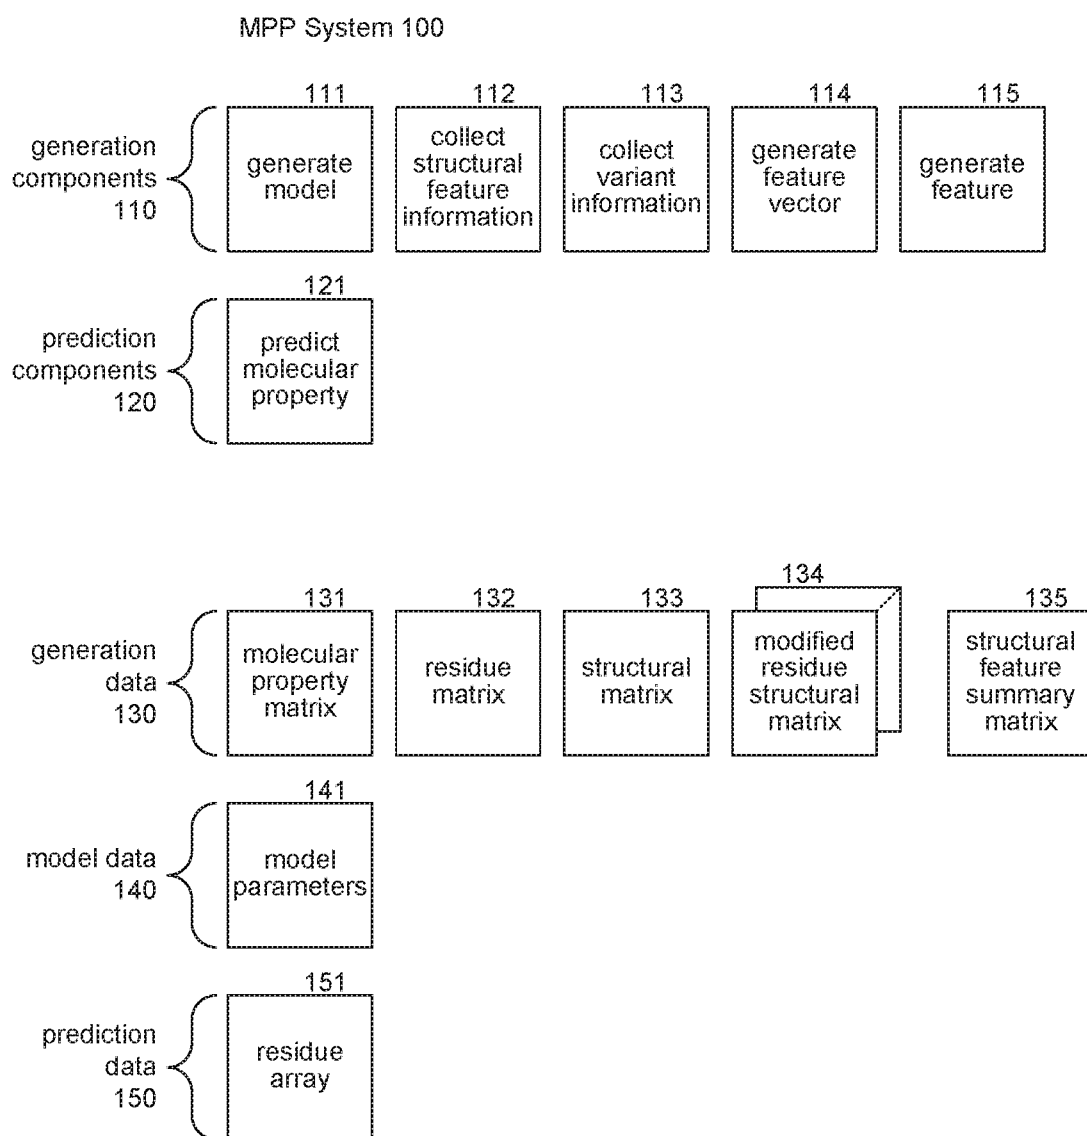 MPP System 100
generation
components
110
111
generate
model
112
collect
structural
feature
information
113
collect
variant
information
114
generate
feature
vector
115
generate
feature
prediction
components
120
121
predict
molecular
property
generation
data
130
131
molecular
property
matrix
132
residue
matrix
133
structural
matrix
134
modified
residue
structural
matrix
135
structural
feature
summary
matrix
model data
140
141
model
parameters
prediction
data
150
151
residue
array